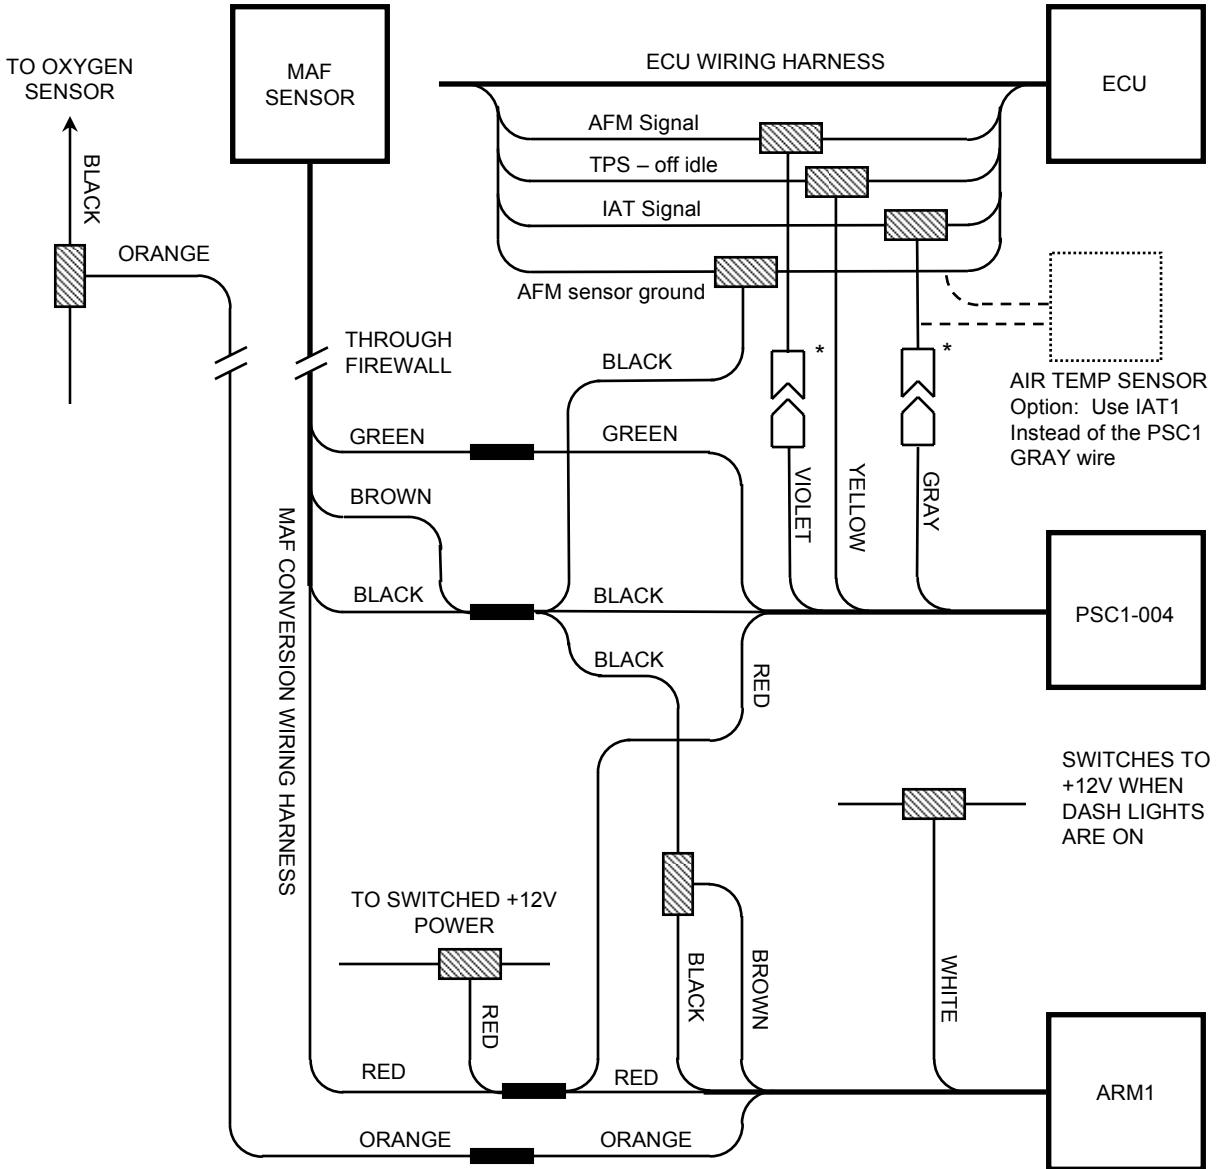 TO OXYGEN
SENSOR
MAF
SENSOR
ECU WIRING HARNESS
ECU
BLACK
AFM Signal
TPS – off idle
IAT Signal
AFM sensor ground
ORANGE
THROUGH
FIREWALL
BLACK
*
*
AIR TEMP SENSOR
Option: Use IAT1
Instead of the PSC1
GRAY wire
GREEN
GREEN
VIOLET
YELLOW
GRAY
BROWN
MAF CONVERSION WIRING HARNESS
BLACK
BLACK
PSC1-004
BLACK
RED
SWITCHES TO
+12V WHEN
DASH LIGHTS
ARE ON
TO SWITCHED +12V
POWER
RED
BLACK
BROWN
WHITE
RED
RED
ARM1
ORANGE
ORANGE